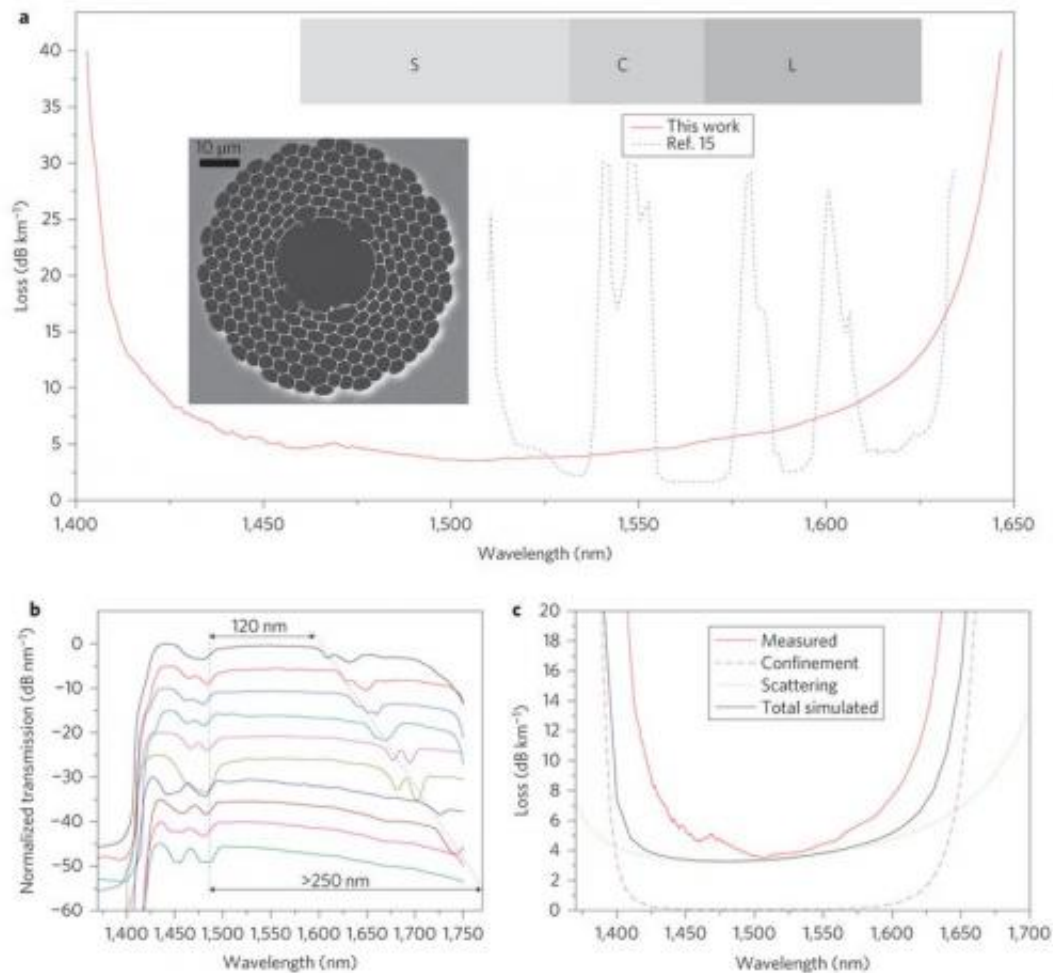 a
S C L
This work
Ref. 15
10 μm
40
35
30
25
20
15
10
5
0
Loss (dB km⁻¹)
1,400 1,450 1,500 1,550 1,600 1,650
Wavelength (nm)
b
120 nm
0
−10
−20
−30
−40
−50
−60
Normalized transmission (dB nm⁻¹)
>250 nm
1,400 1,450 1,500 1,550 1,600 1,650 1,700 1,750
Wavelength (nm)
c
Measured
Confinement
Scattering
Total simulated
20
18
16
14
12
10
8
6
4
2
0
Loss (dB km⁻¹)
1,400 1,450 1,500 1,550 1,600 1,650 1,700
Wavelength (nm)